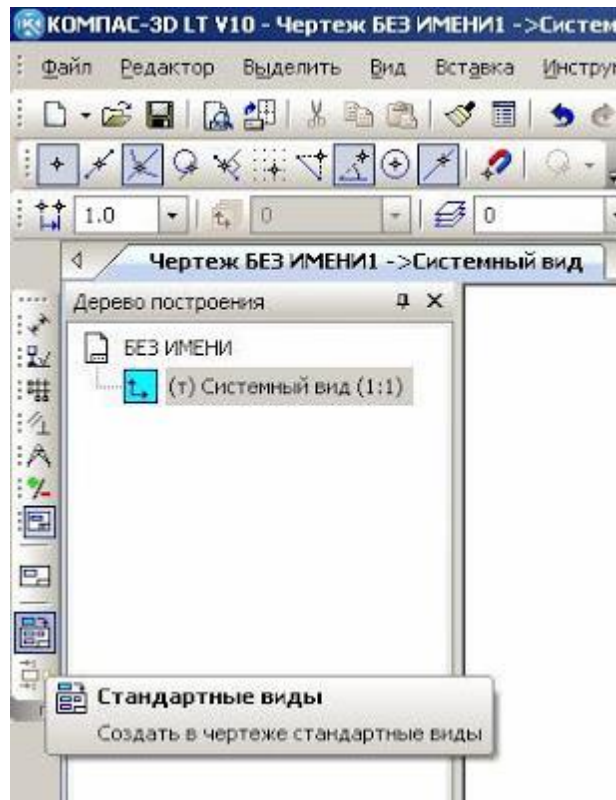 КОМПАС-3D LT V10 - Чертеж БЕЗ ИМЕНИ1 ->Систем
Файл Редактор Выделить Вид Вставка Инстру
1.0 0 0
Чертеж БЕЗ ИМЕНИ1 ->Системный вид
Дерево построения
БЕЗ ИМЕНИ
(т) Системный вид (1:1)
Стандартные виды
Создать в чертеже стандартные виды